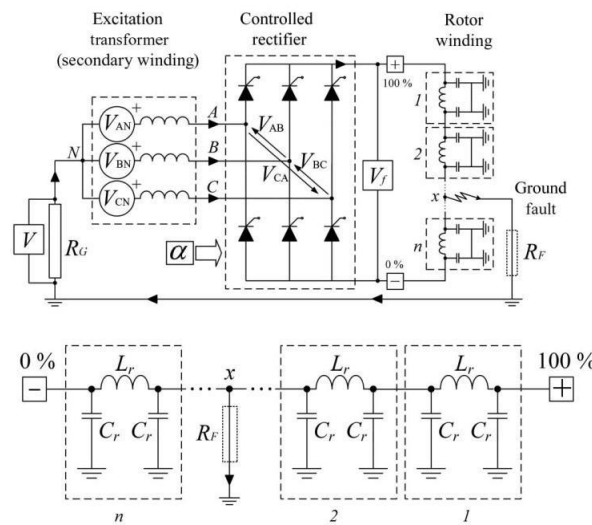 Excitation
transformer
(secondary winding)
Controlled
rectifier
Rotor
winding
+
100 %
V_AN +
V_BN +
V_CN +
A
B
C
N
V_AB
V_BC
V_CA
V_f
1
2
x
n
Ground
fault
V
R_G
α
0 %
−
R_F
0 %
−
L_r
x
L_r
L_r
100 %
+
C_r
C_r
R_F
C_r
C_r
C_r
C_r
n
2
1